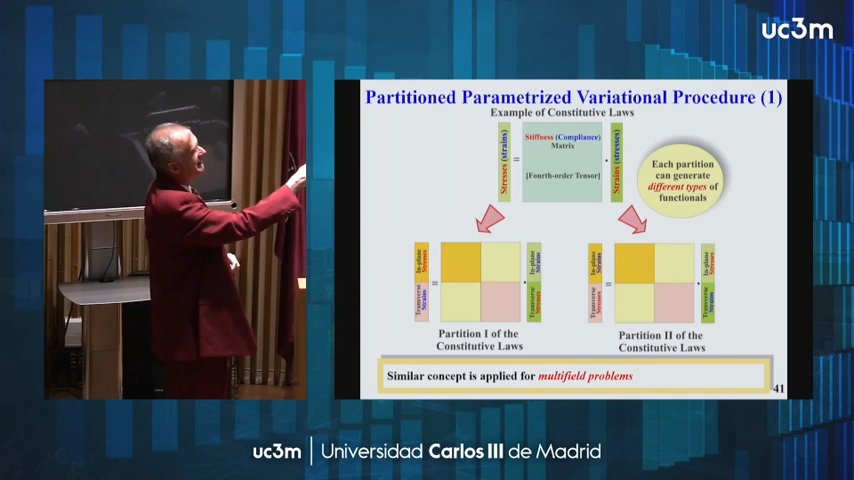 uc3m
Partitioned Parametrized Variational Procedure (1)
Example of Constitutive Laws
Stresses (strains)
=
Stiffness (Compliance)
Matrix
[Fourth-order Tensor]
.
Strains (stresses)
Each partition
can generate
different types of
functionals
In-plane
Stresses
Transverse
Strains
=
.
In-plane
Strains
Transverse
Stresses
In-plane
Strains
Transverse
Stresses
=
.
In-plane
Stresses
Transverse
Strains
Partition I of the
Constitutive Laws
Partition II of the
Constitutive Laws
Similar concept is applied for multifield problems
41
uc3m | Universidad Carlos III de Madrid